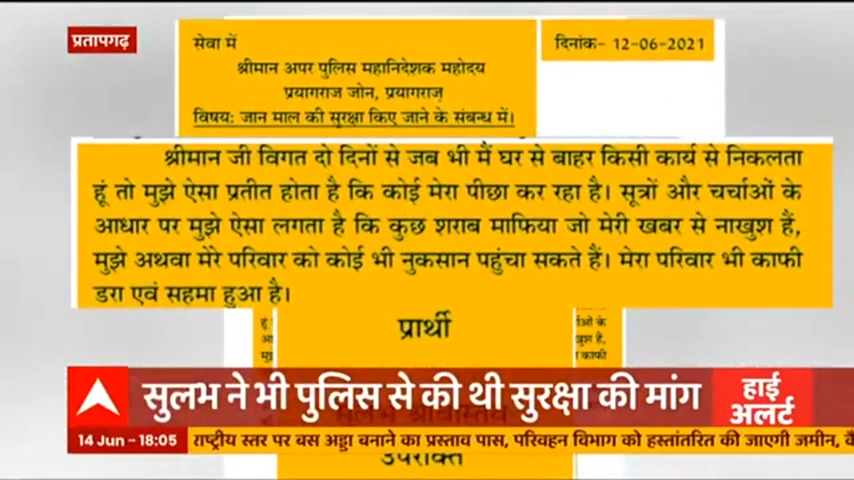 प्रतापगढ़
सेवा में
दिनांक- 12-06-2021
श्रीमान अपर पुलिस महानिदेशक महोदय
प्रयागराज जोन, प्रयागराज़
विषय: जान माल की सुरक्षा किए जाने के संबन्ध में।
श्रीमान जी विगत दो दिनों से जब भी मैं घर से बाहर किसी कार्य से निकलता
हूं तो मुझे ऐसा प्रतीत होता है कि कोई मेरा पीछा कर रहा है। सूत्रों और चर्चाओं के
आधार पर मुझे ऐसा लगता है कि कुछ शराब माफिया जो मेरी खबर से नाखुश हैं,
मुझे अथवा मेरे परिवार को कोई भी नुकसान पहुंचा सकते हैं। मेरा परिवार भी काफी
डरा एवं सहमा हुआ है।
प्रार्थी
सुलभ ने भी पुलिस से की थी सुरक्षा की मांग
हाई
अलर्ट
सुलभ श्रीवास्तव
14 Jun - 18:05
राष्ट्रीय स्तर पर बस अड्डा बनाने का प्रस्ताव पास, परिवहन विभाग को हस्तांतरित की जाएगी जमीन,
उपरोक्त